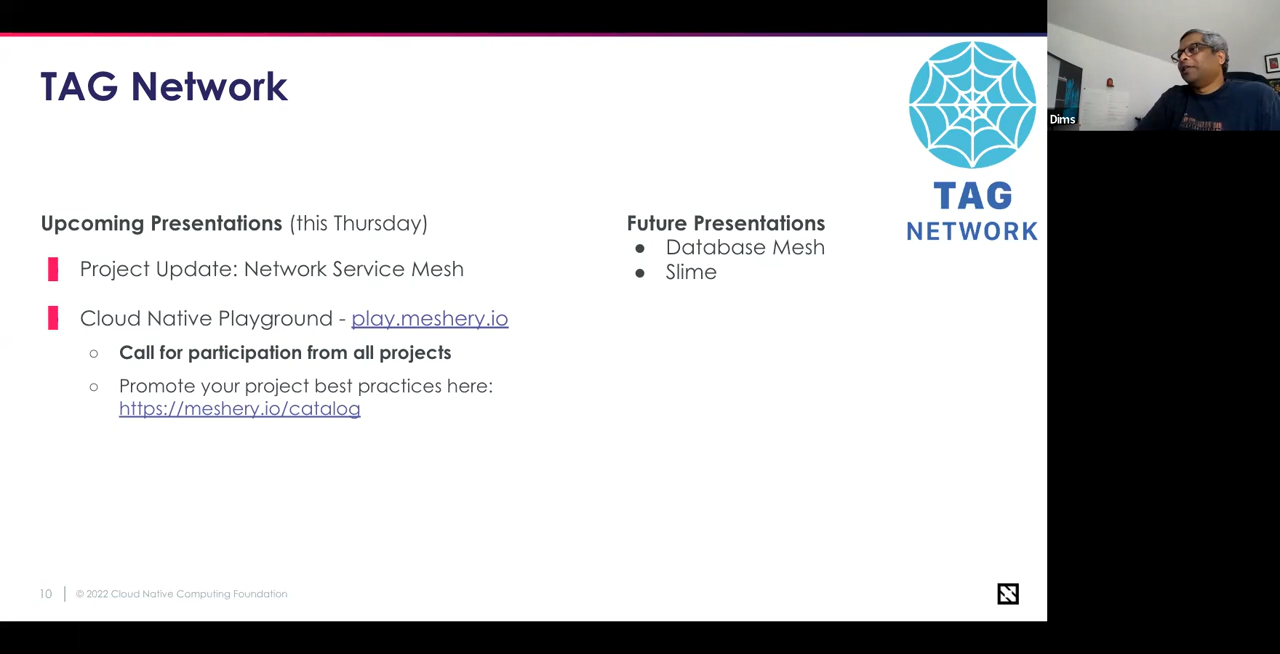 TAG Network
TAG
NETWORK
Dims
Upcoming Presentations (this Thursday)
Project Update: Network Service Mesh
Cloud Native Playground - play.meshery.io
○ Call for participation from all projects
○ Promote your project best practices here:
https://meshery.io/catalog
Future Presentations
● Database Mesh
● Slime
10 | © 2022 Cloud Native Computing Foundation